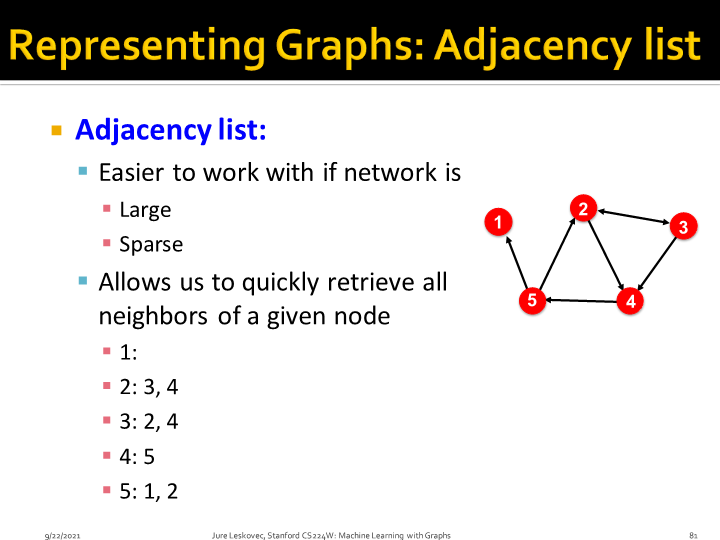 Representing Graphs: Adjacency list
Adjacency list:
Easier to work with if network is
Large
Sparse
Allows us to quickly retrieve all
neighbors of a given node
1:
2: 3, 4
3: 2, 4
4: 5
5: 1, 2
1
2
3
5
4
9/22/2021
Jure Leskovec, Stanford CS224W: Machine Learning with Graphs
81